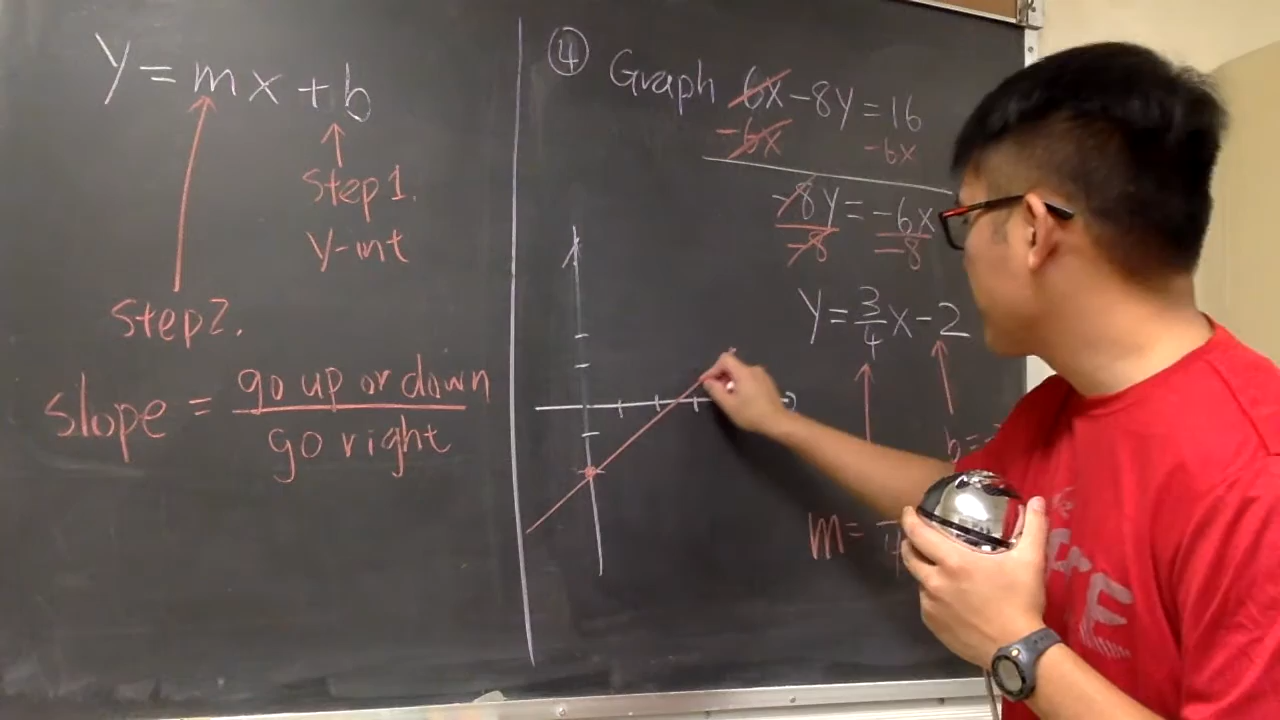 y = mx + b
Step 1.
y-int
Step 2.
slope = go up or down / go right
④ Graph 6x - 8y = 16
-6x -6x
-8y = -6x
-8 -8
y = 3/4 x - 2
b =
m = 4